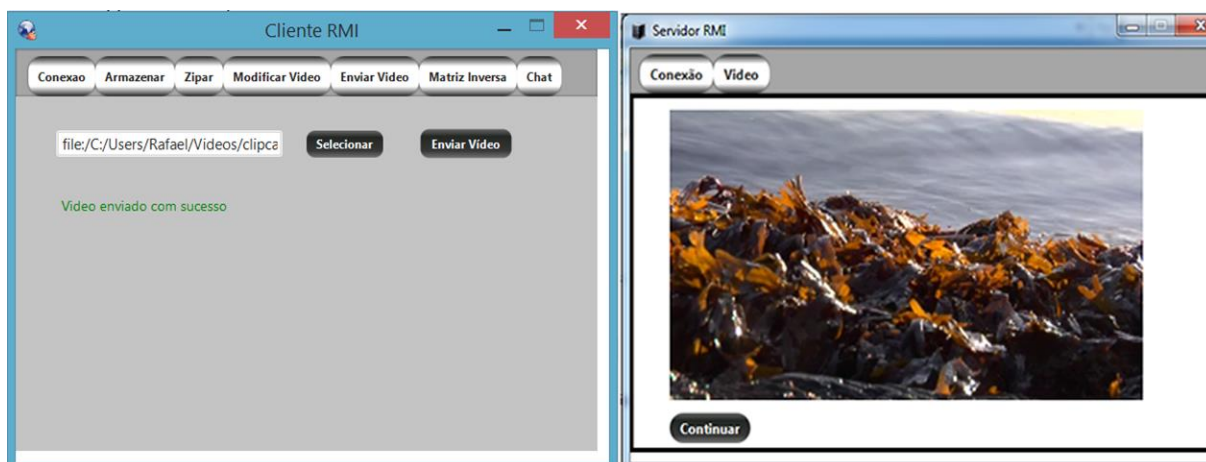 Cliente RMI
Conexao Armazenar Zipar Modificar Video Enviar Video Matriz Inversa Chat
file:/C:/Users/Rafael/Videos/clipca Selecionar Enviar Vídeo
Video enviado com sucesso
Servidor RMI
Conexão Video
Continuar